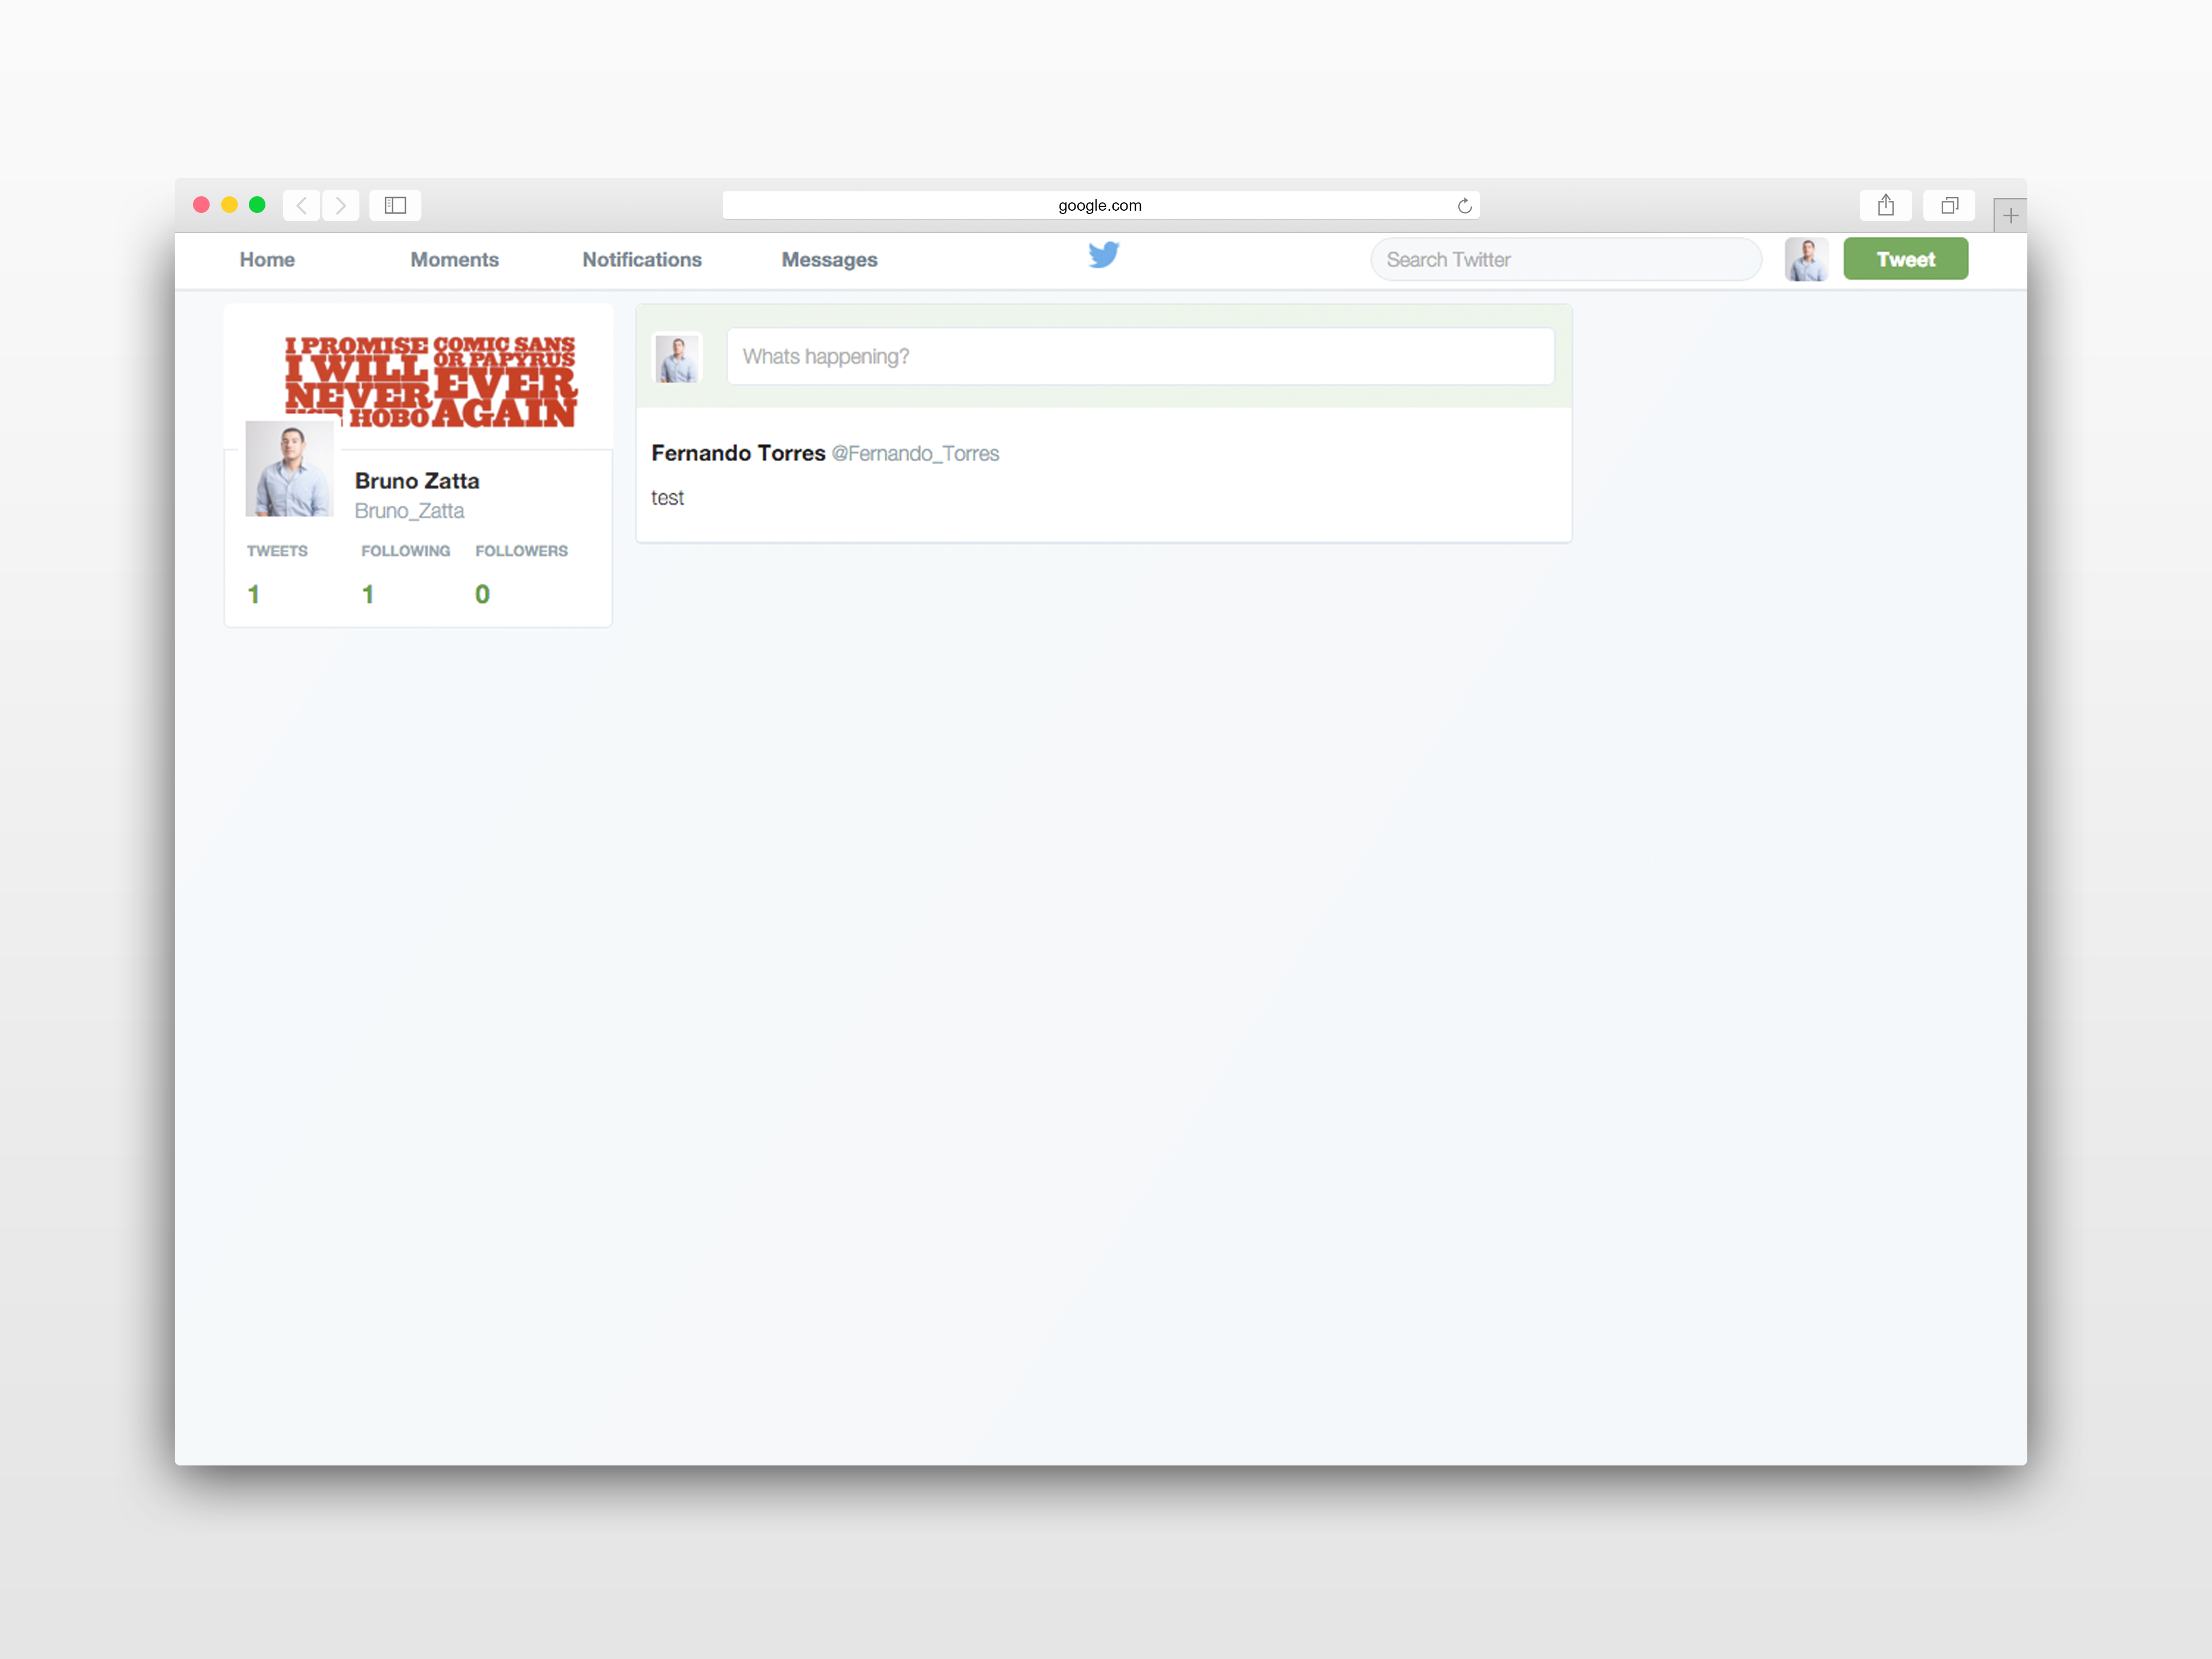 google.com
Home Moments Notifications Messages Search Twitter Tweet
I PROMISE COMIC SANS
I WILL OR PAPYRUS
NEVER EVER
HOBO AGAIN
Bruno Zatta
Bruno_Zatta
TWEETS FOLLOWING FOLLOWERS
1 1 0
Whats happening?
Fernando Torres @Fernando_Torres
test